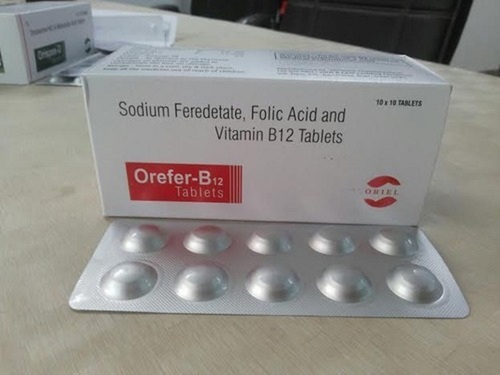 Sodium Feredetate, Folic Acid and
Vitamin B12 Tablets
10 x 10 TABLETS
Orefer-B12
Tablets
ORIEL